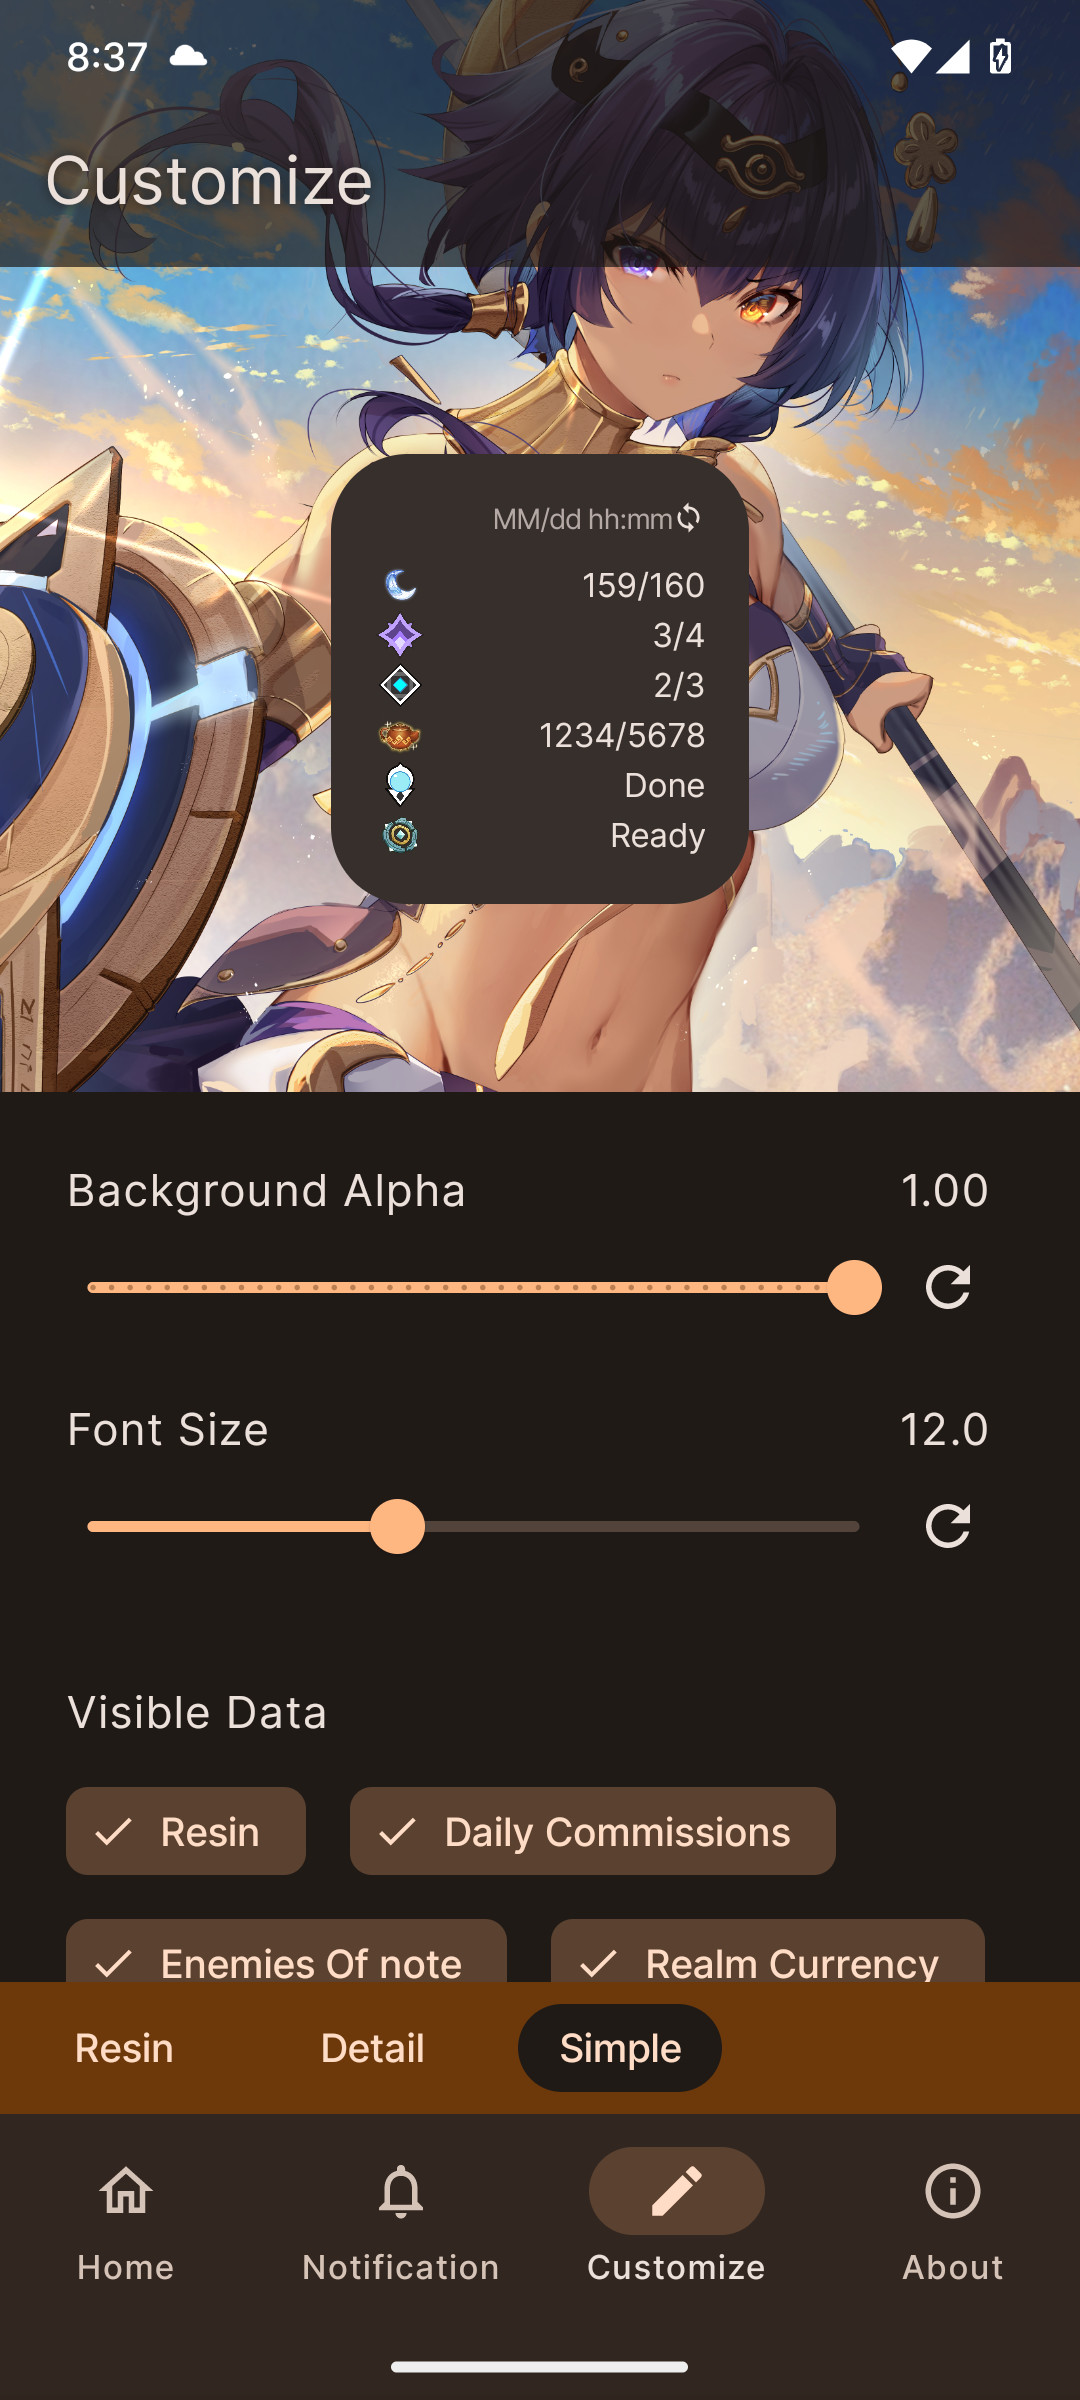 8:37
Customize
MM/dd hh:mm
159/160
3/4
2/3
1234/5678
Done
Ready
Background Alpha 1.00
Font Size 12.0
Visible Data
Resin Daily Commissions
Enemies Of note Realm Currency
Resin Detail Simple
Home Notification Customize About